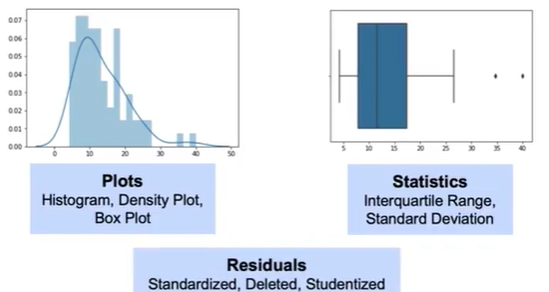 0.07
0.06
0.05
0.04
0.03
0.02
0.01
0.00
0 10 20 30 40 50
5 10 15 20 25 30 35 40
Plots
Histogram, Density Plot,
Box Plot
Statistics
Interquartile Range,
Standard Deviation
Residuals
Standardized, Deleted, Studentized